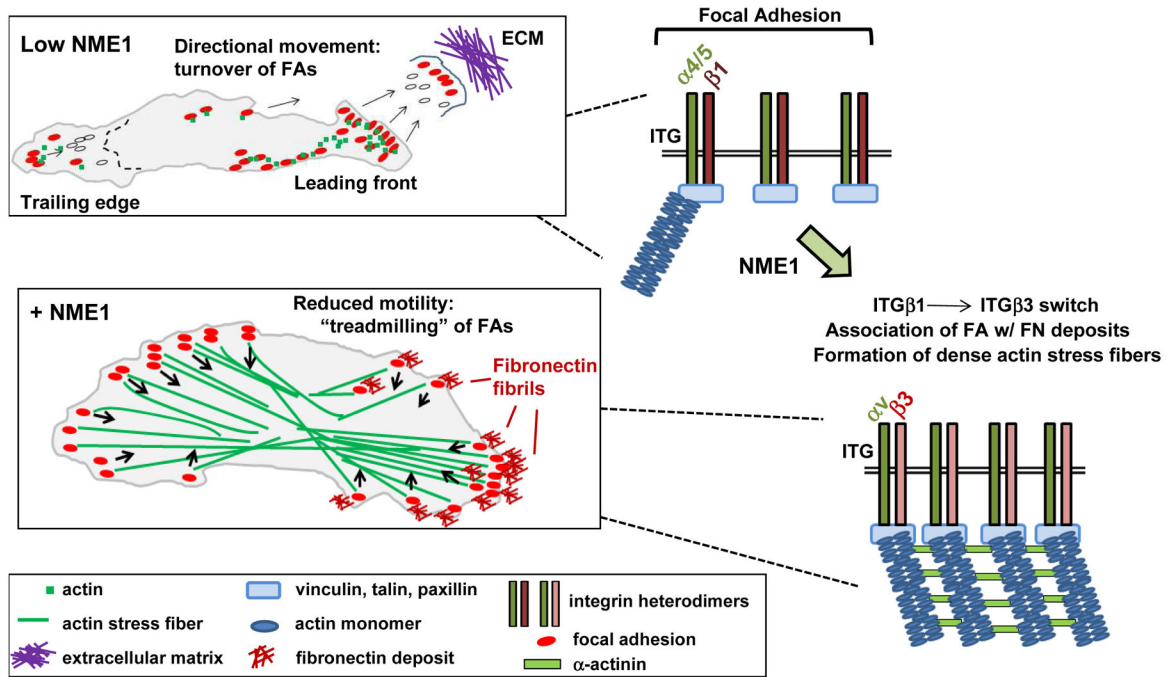 Low NME1
Directional movement:
turnover of FAs
ECM
Leading front
Trailing edge
Focal Adhesion
α4/5
β1
ITG
NME1
ITGβ1 → ITGβ3 switch
Association of FA w/ FN deposits
Formation of dense actin stress fibers
+ NME1
Reduced motility:
“treadmilling” of FAs
Fibronectin
fibrils
αv
β3
ITG
actin
actin stress fiber
extracellular matrix
vinculin, talin, paxillin
actin monomer
fibronectin deposit
integrin heterodimers
focal adhesion
α-actinin